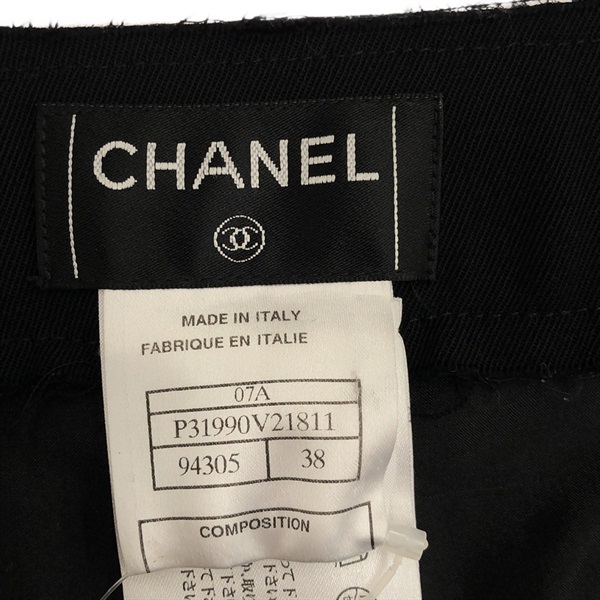 CHANEL
MADE IN ITALY
FABRIQUE EN ITALIE
07A
P31990V21811
94305 38
COMPOSITION